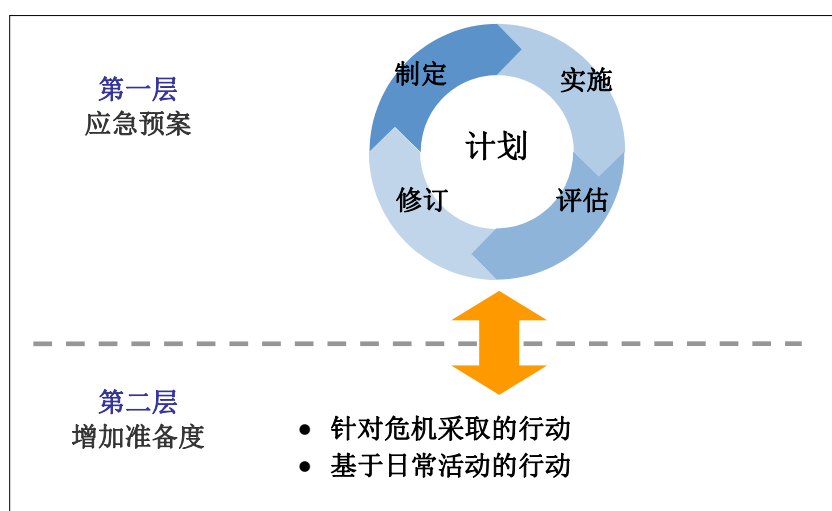 第一层
应急预案
制定
实施
计划
修订
评估
第二层
增加准备度
• 针对危机采取的行动
• 基于日常活动的行动